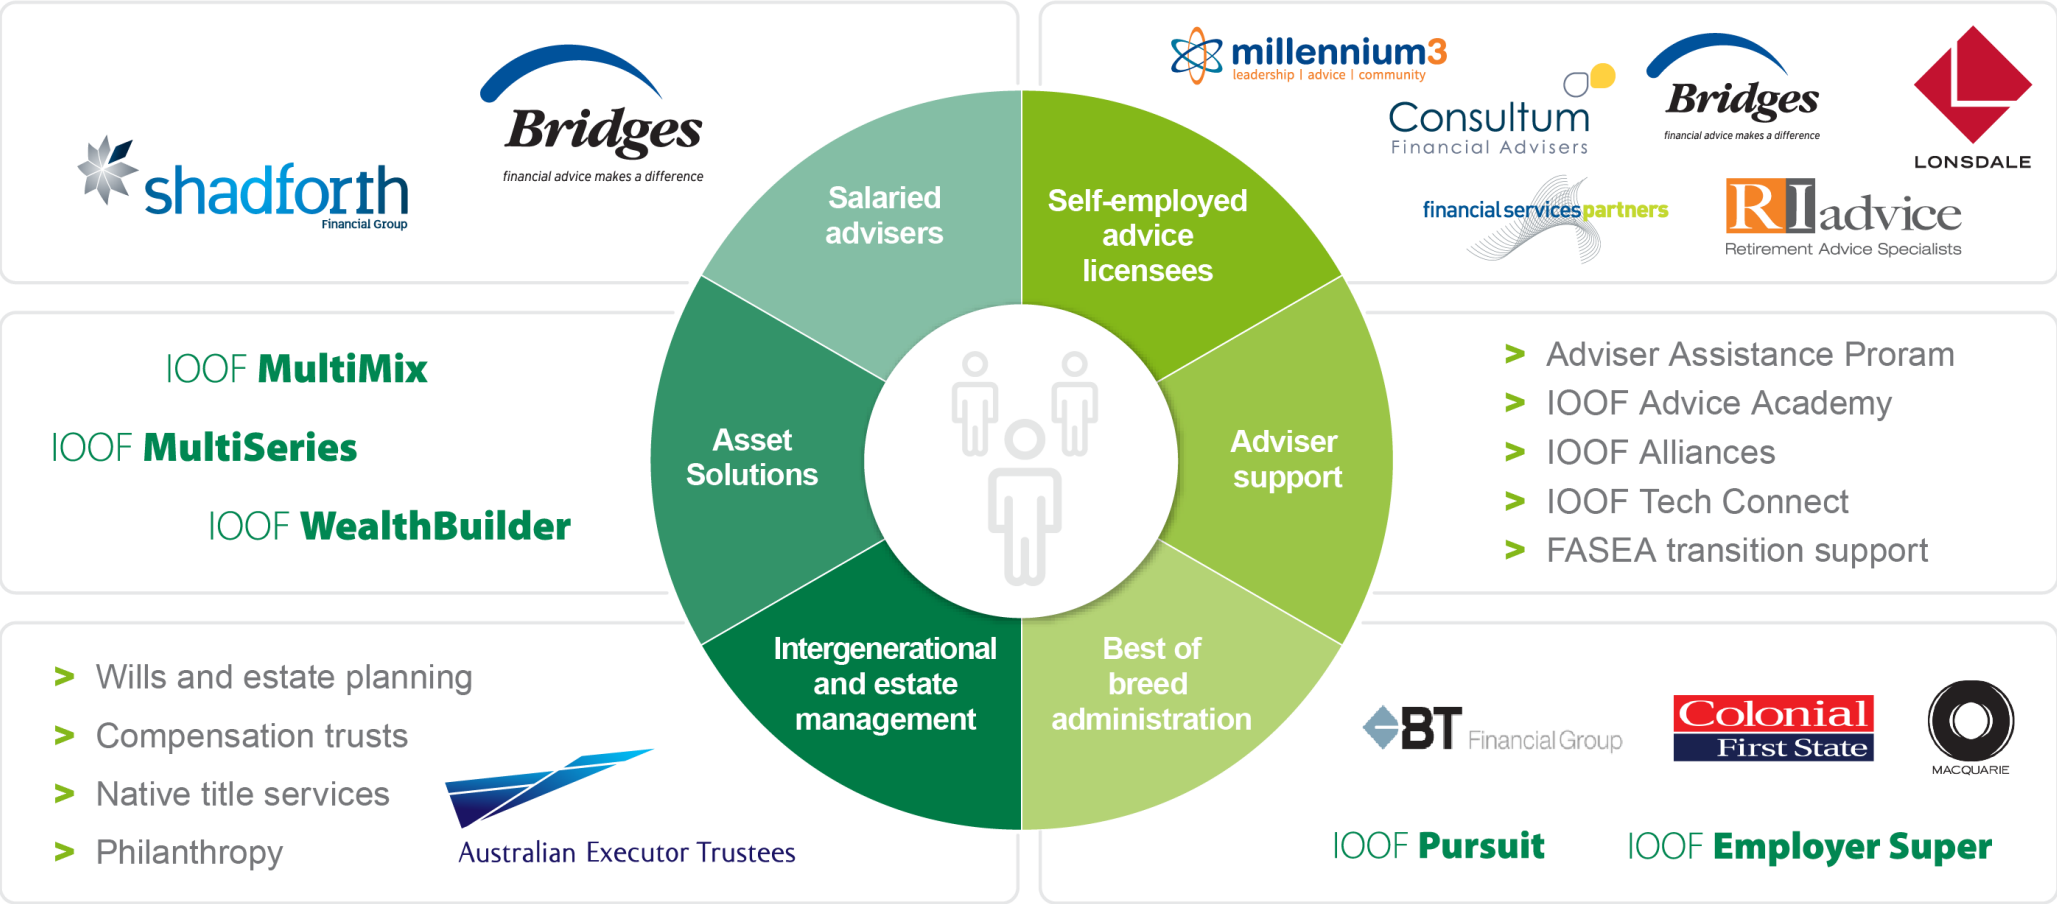 shadforth
Financial Group
Bridges
financial advice makes a difference
Salaried
advisers
millennium3
leadership | advice | community
Consultum
Financial Advisers
Bridges
financial advice makes a difference
LONSDALE
financial services partners
RI advice
Retirement Advice Specialists
Self-employed
advice
licensees
IOOF MultiMix
IOOF MultiSeries
IOOF WealthBuilder
Asset
Solutions
Adviser
support
> Adviser Assistance Proram
> IOOF Advice Academy
> IOOF Alliances
> IOOF Tech Connect
> FASEA transition support
> Wills and estate planning
> Compensation trusts
> Native title services
> Philanthropy
Australian Executor Trustees
Intergenerational
and estate
management
Best of
breed
administration
BT Financial Group
Colonial
First State
MACQUARIE
IOOF Pursuit
IOOF Employer Super